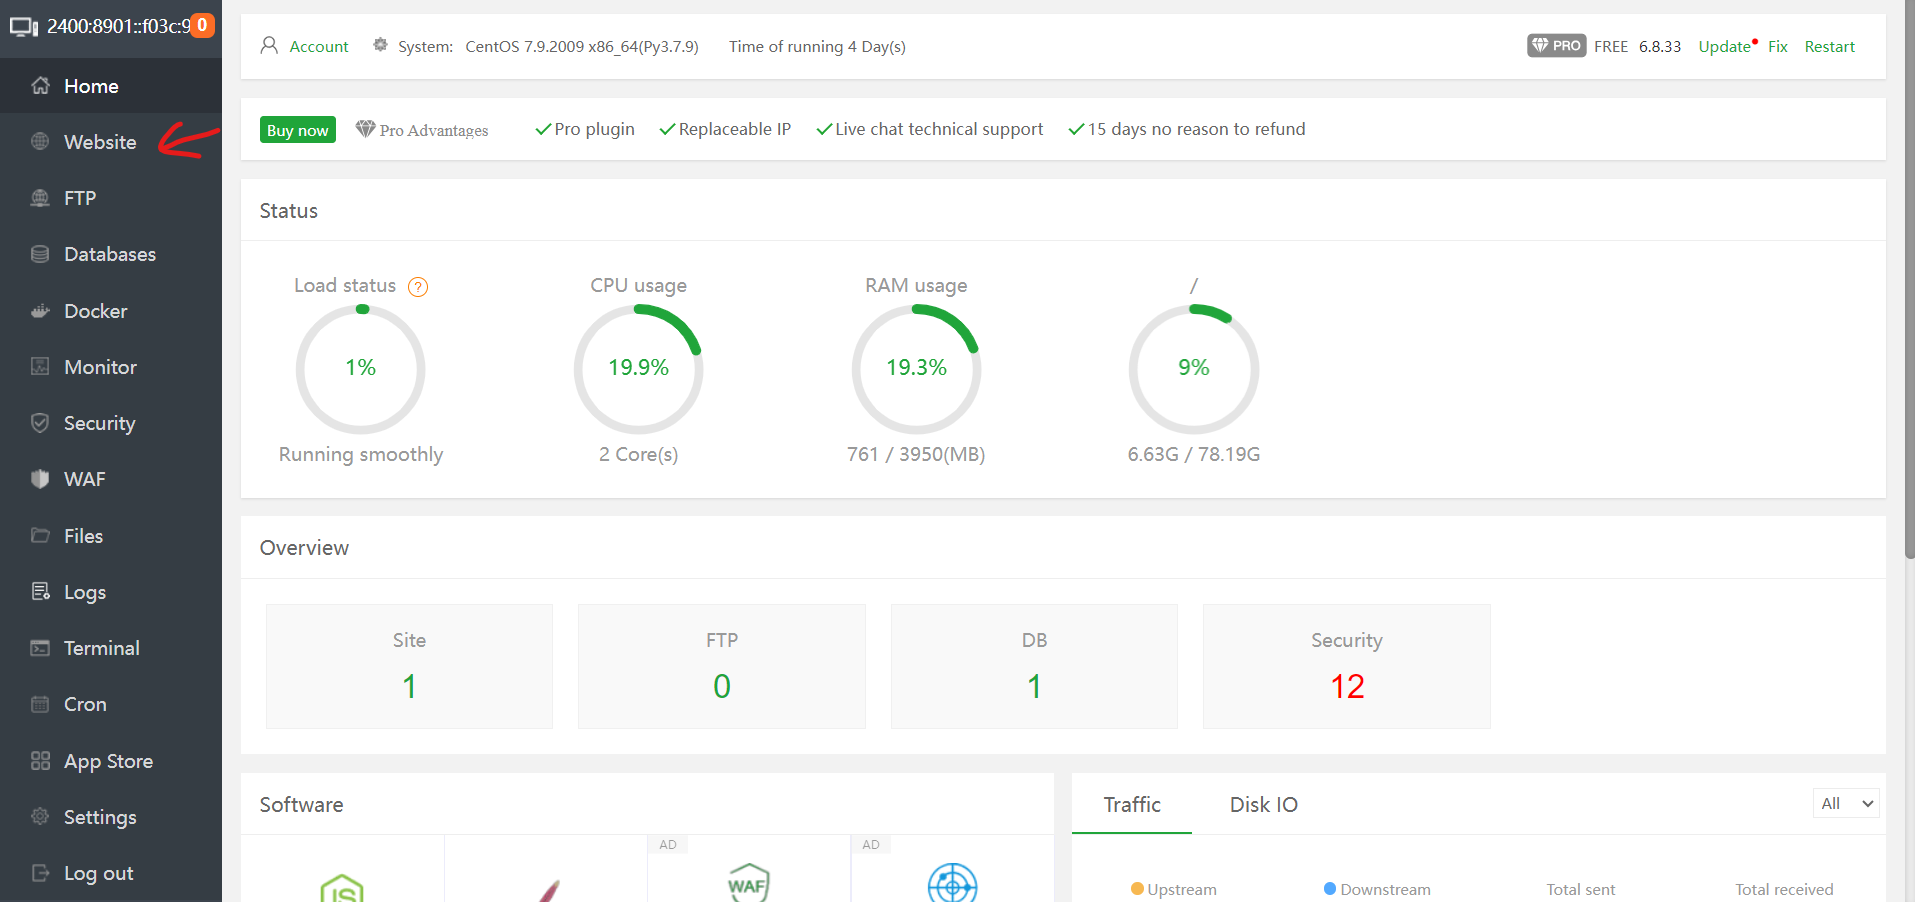 2400:8901::f03c:9 0
Home
Website
FTP
Databases
Docker
Monitor
Security
WAF
Files
Logs
Terminal
Cron
App Store
Settings
Log out
Account System: CentOS 7.9.2009 x86_64(Py3.7.9) Time of running 4 Day(s) PRO FREE 6.8.33 Update Fix Restart
Buy now Pro Advantages Pro plugin Replaceable IP Live chat technical support 15 days no reason to refund
Status
Load status ? CPU usage RAM usage /
1% 19.9% 19.3% 9%
Running smoothly 2 Core(s) 761 / 3950(MB) 6.63G / 78.19G
Overview
Site FTP DB Security
1 0 1 12
Software
Traffic Disk IO All
AD AD
JS WAF
Upstream Downstream Total sent Total received